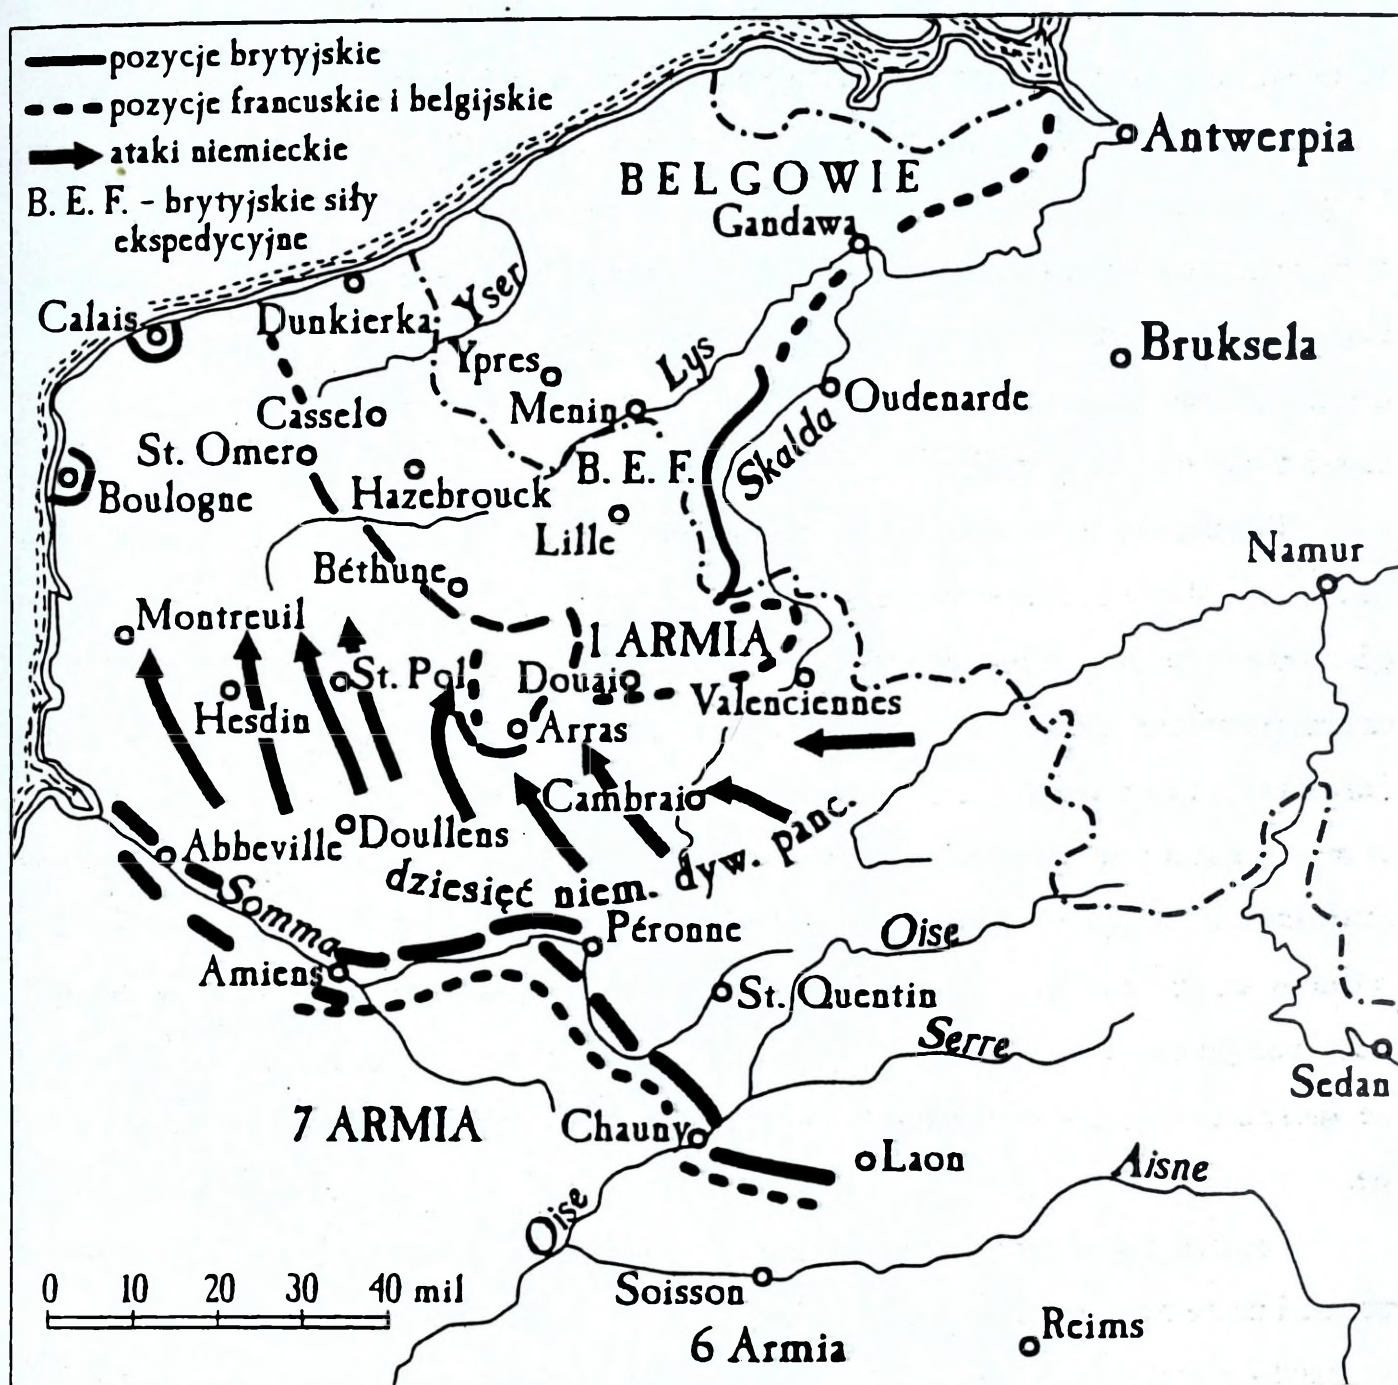 pozycje brytyjskie
pozycje francuskie i belgijskie
ataki niemieckie
B. E. F. - brytyjskie siły
ekspedycyjne
Antwerpia
BELGOWIE
Gandawa
Yser
Calais
Dunkierka
Bruksela
Ypres
Lys
Menin
Oudenarde
Cassel
Skalda
St. Omer
B. E. F.
Hazebrouck
Boulogne
Lille
Namur
Béthune
Montreuil
1 ARMIA
St. Pol
Douai
Valenciennes
Hesdin
Arras
Cambrai
Doullens
Abbeville
dziesięć niem. dyw. panc.
Somma
Péronne
Oise
Amiens
St. Quentin
Serre
Sedan
7 ARMIA
Chauny
Laon
Aisne
Oise
0 10 20 30 40 mil
Soisson
Reims
6 Armia